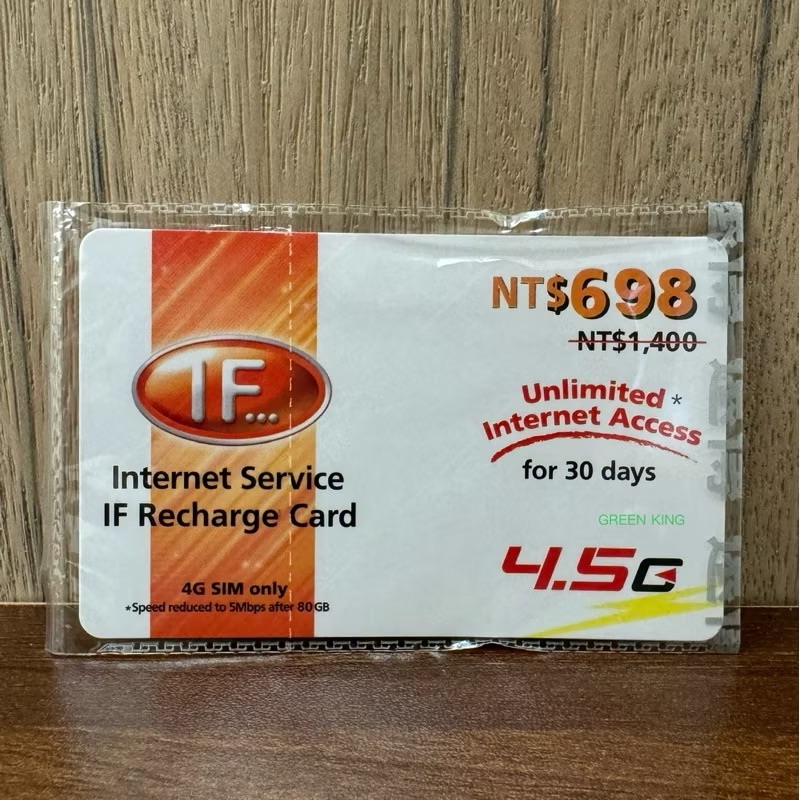 IF...
Internet Service
IF Recharge Card
4G SIM only
*Speed reduced to 5Mbps after 80GB
NT$698
NT$1,400
Unlimited *
Internet Access
for 30 days
GREEN KING
4.5G